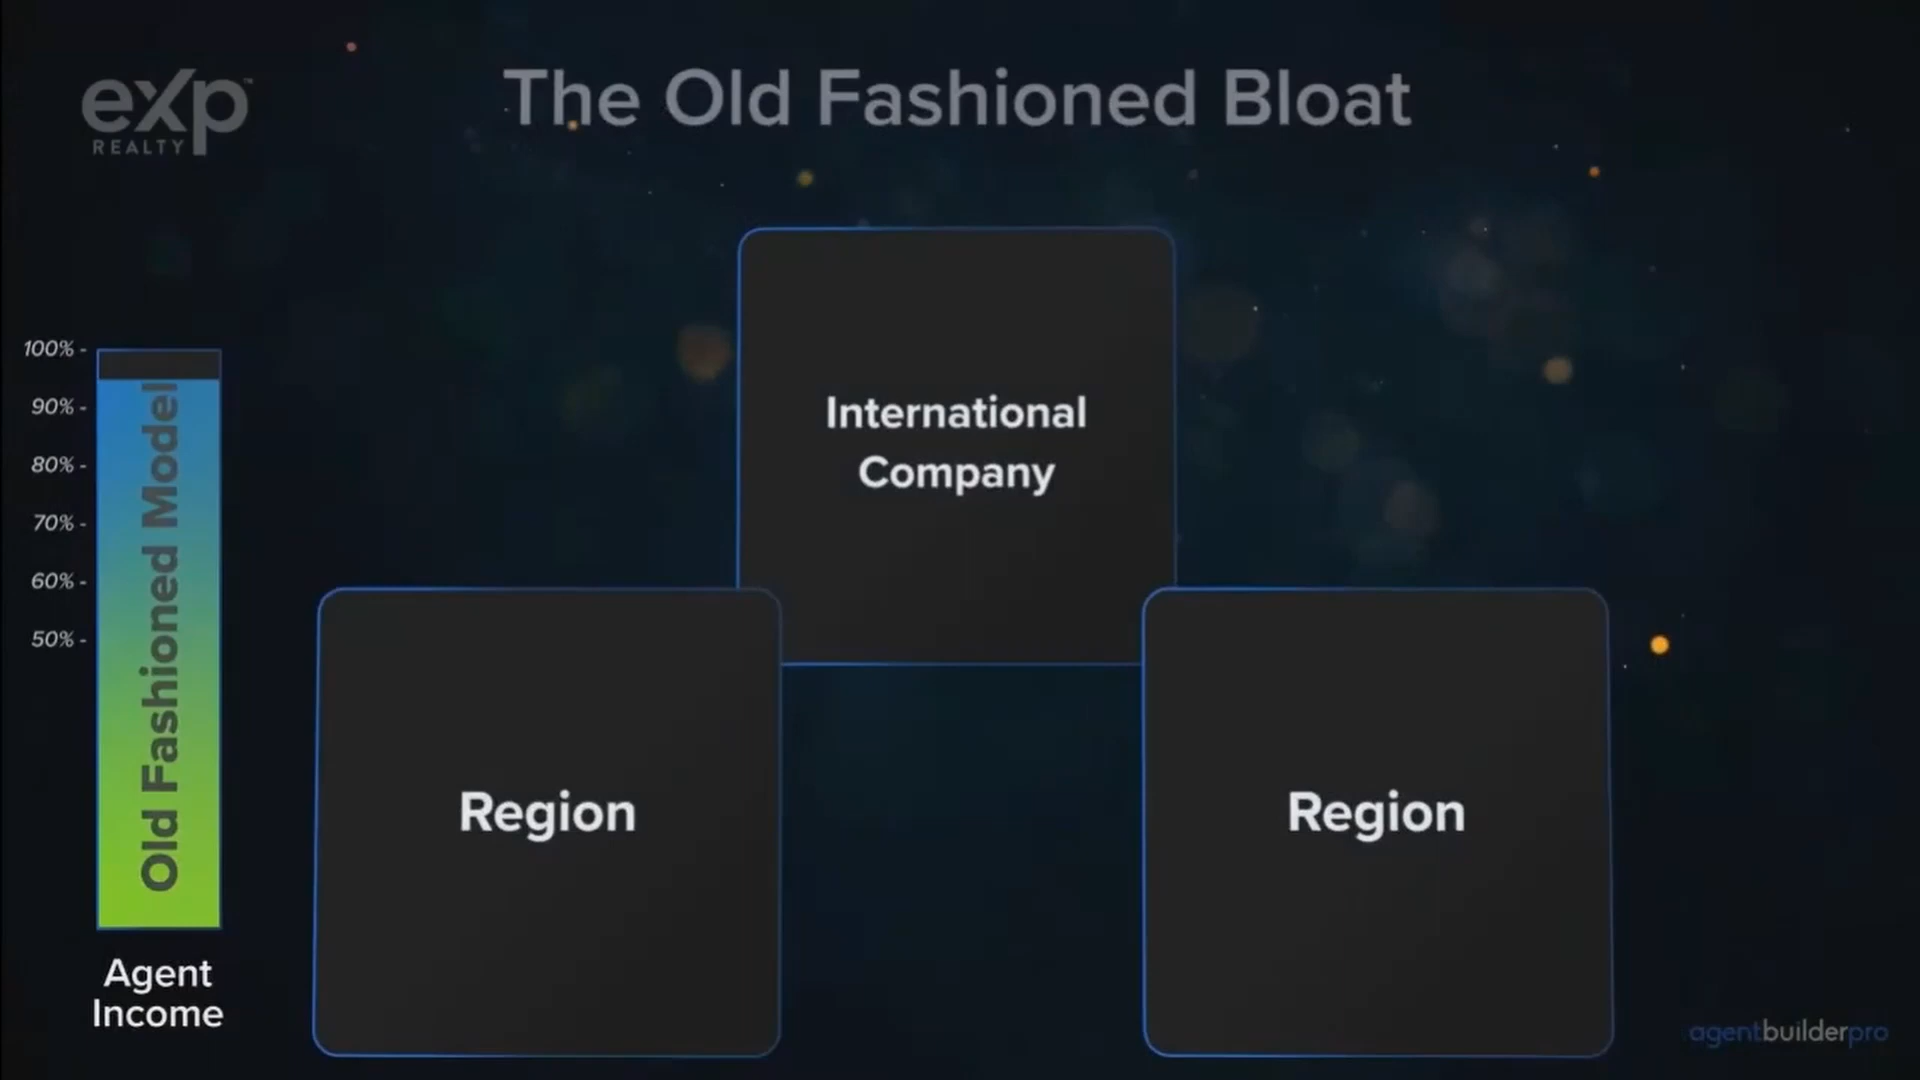 eXp™
REALTY
The Old Fashioned Bloat
International
Company
100% -
90% -
80% -
70% -
60% -
50% -
Old Fashioned Model
Agent
Income
Region
Region
agentbuilderpro